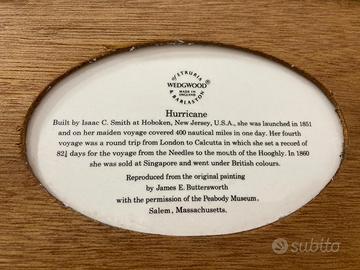 OF ETRURIA
WEDGWOOD®
MADE IN
ENGLAND
& BARLASTON
Hurricane
Built by Isaac C. Smith at Hoboken, New Jersey, U.S.A., she was launched in 1851
and on her maiden voyage covered 400 nautical miles in one day. Her fourth
voyage was a round trip from London to Calcutta in which she set a record of
82½ days for the voyage from the Needles to the mouth of the Hooghly. In 1860
she was sold at Singapore and went under British colours.
Reproduced from the original painting
by James E. Buttersworth
with the permission of the Peabody Museum,
Salem, Massachusetts.
subito